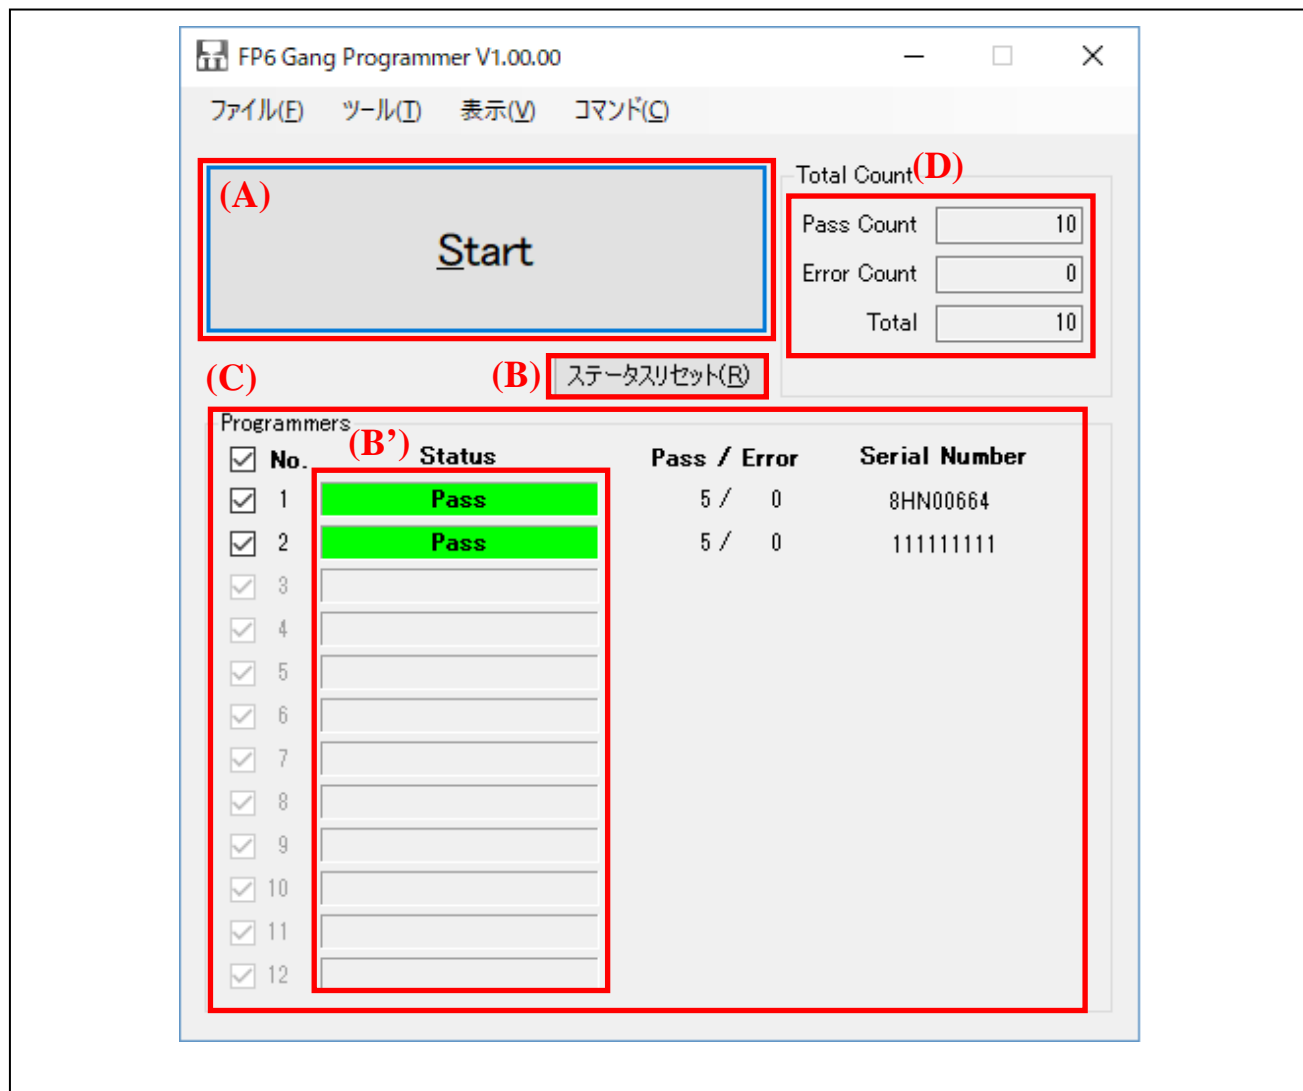 FP6 Gang Programmer V1.00.00
ファイル(F) ツール(T) 表示(V) コマンド(C)
(A)
Start
Total Count
(D)
Pass Count 10
Error Count 0
Total 10
(B)
ステータスリセット(R)
(C)
Programmers
(B’)
No. Status Pass / Error Serial Number
1 Pass 5 / 0 8HN00664
2 Pass 5 / 0 111111111
3
4
5
6
7
8
9
10
11
12